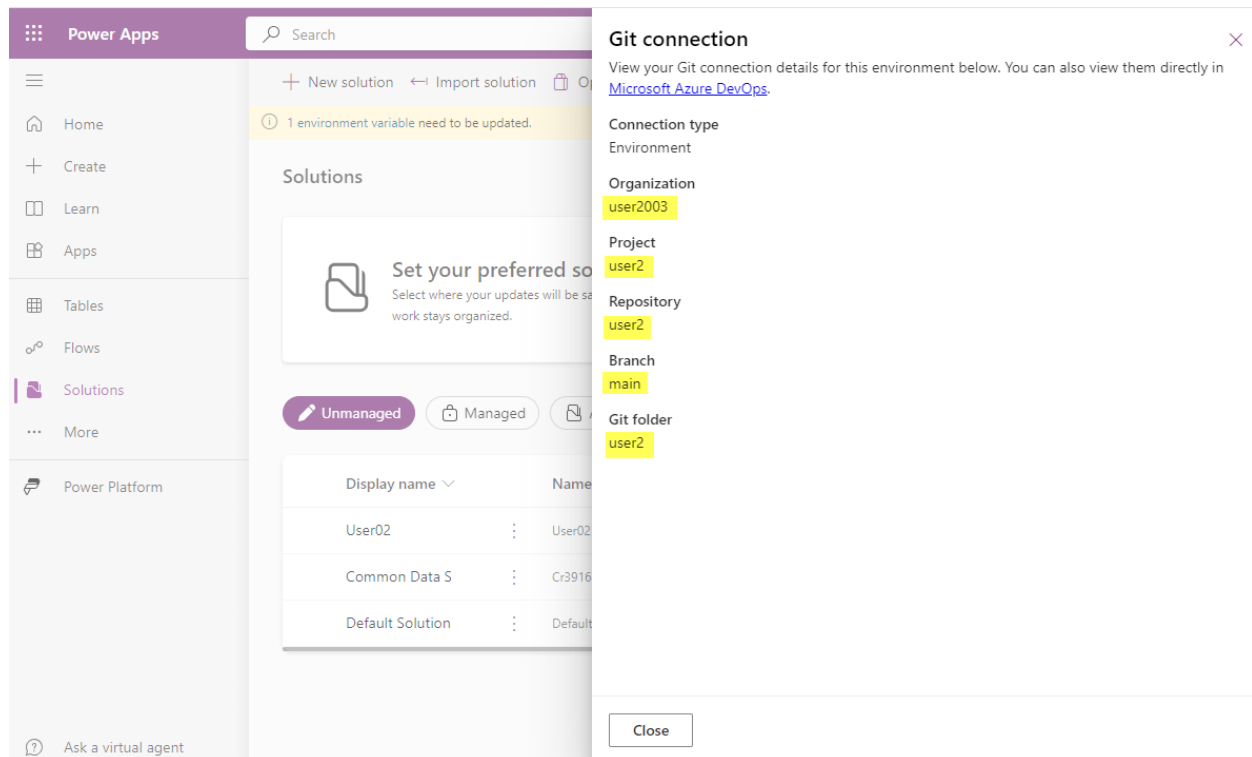 Power Apps
Search
Home
Create
Learn
Apps
Tables
Flows
Solutions
More
Power Platform
Ask a virtual agent
New solution
Import solution
1 environment variable need to be updated.
Solutions
Set your preferred so
Select where your updates will be sa
work stays organized.
Unmanaged
Managed
Display name
Name
User02
User02
Common Data S
Cr3916
Default Solution
Default
Git connection
View your Git connection details for this environment below. You can also view them directly in
Microsoft Azure DevOps.
Connection type
Environment
Organization
user2003
Project
user2
Repository
user2
Branch
main
Git folder
user2
Close